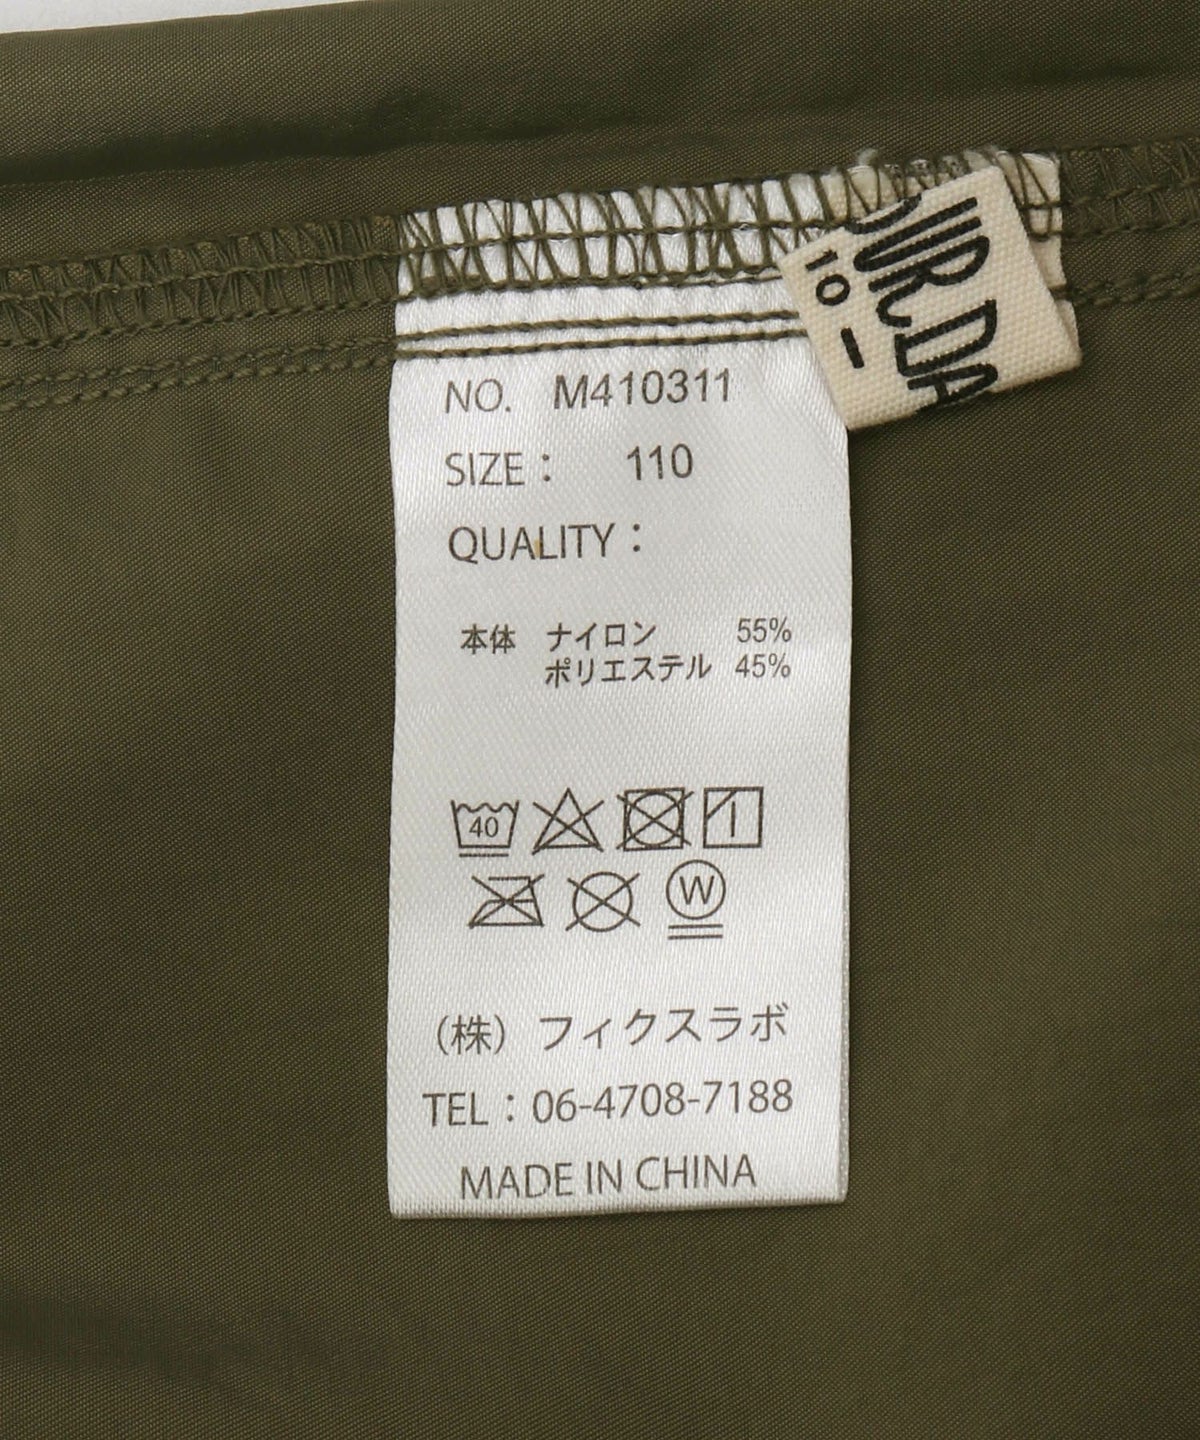 NO. M410311
SIZE： 110
QUALITY：
本体 ナイロン 55%
ポリエステル 45%
40
W
(株) フィクスラボ
TEL：06-4708-7188
MADE IN CHINA